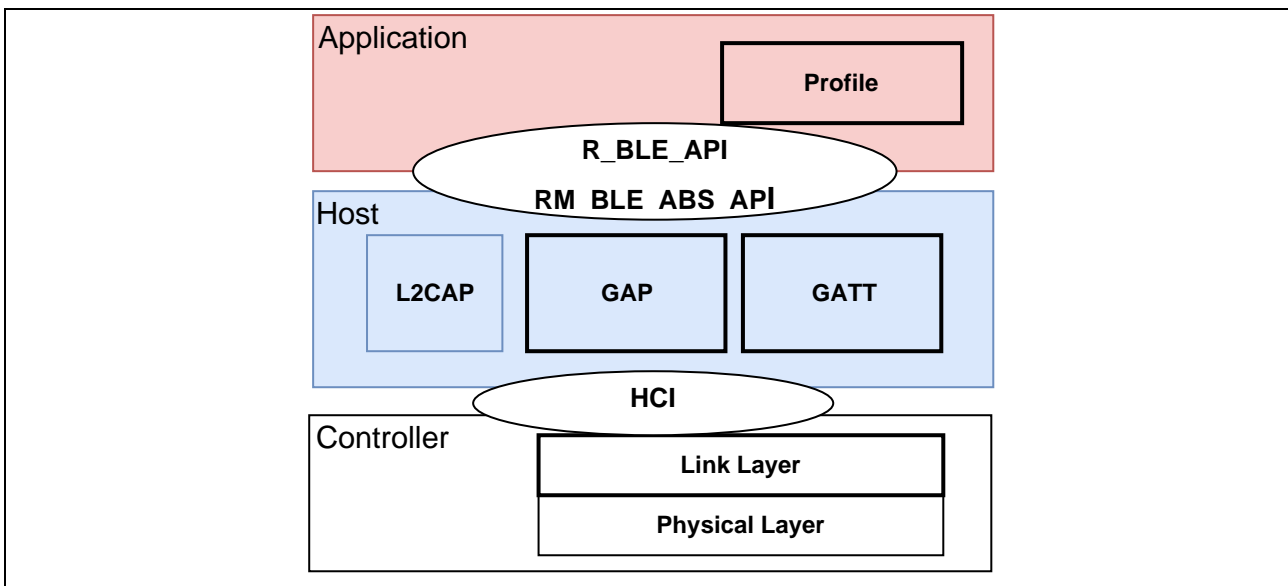 Application
Profile
R_BLE_API
RM_BLE_ABS_API
Host
L2CAP
GAP
GATT
HCI
Controller
Link Layer
Physical Layer